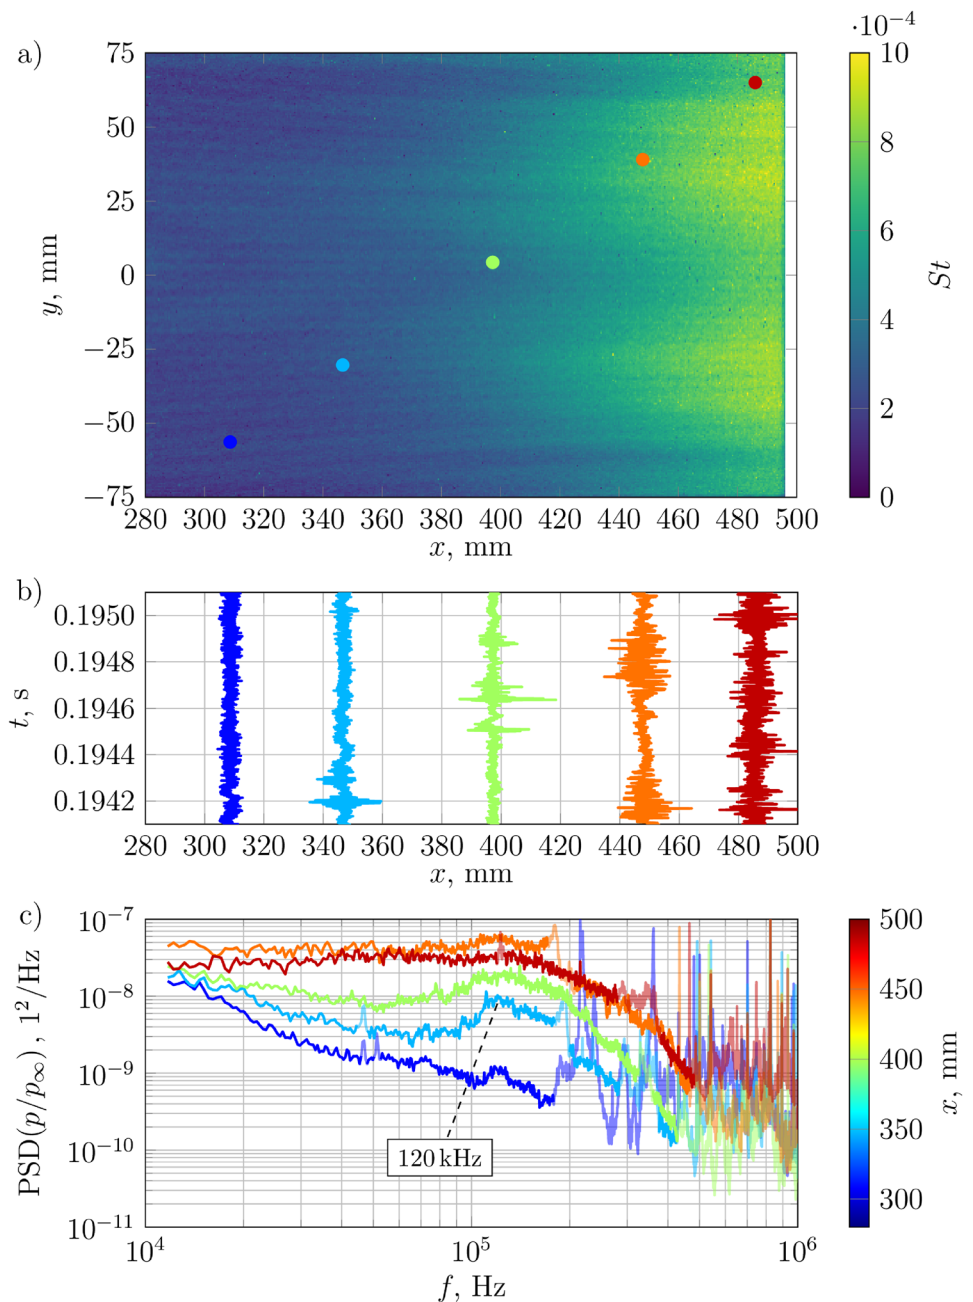 a)
·10⁻⁴
75
50
25
0
−25
−50
−75
y, mm
280 300 320 340 360 380 400 420 440 460 480 500
x, mm
10
8
6
4
2
0
St
b)
0.1950
0.1948
0.1946
0.1944
0.1942
t, s
280 300 320 340 360 380 400 420 440 460 480 500
x, mm
c)
10⁻⁷
10⁻⁸
10⁻⁹
10⁻¹⁰
10⁻¹¹
PSD(p/p∞), 1²/Hz
120 kHz
10⁴ 10⁵ 10⁶
f, Hz
500
450
400
350
300
x, mm